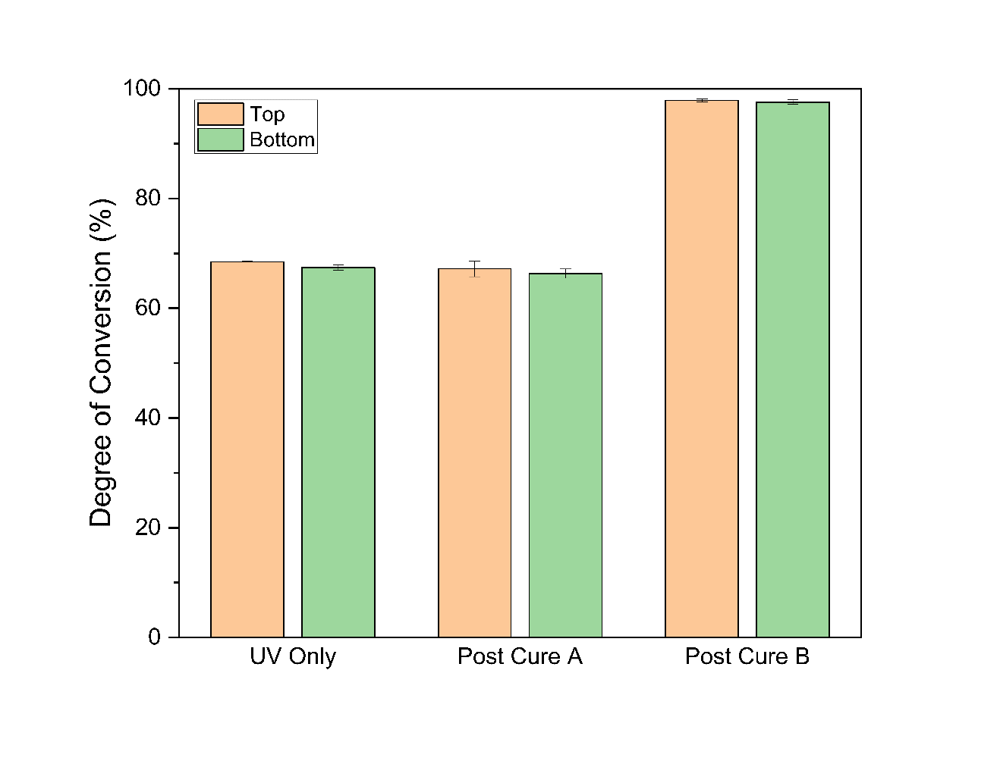 Degree of Conversion (%)
100
80
60
40
20
0
Top
Bottom
UV Only
Post Cure A
Post Cure B